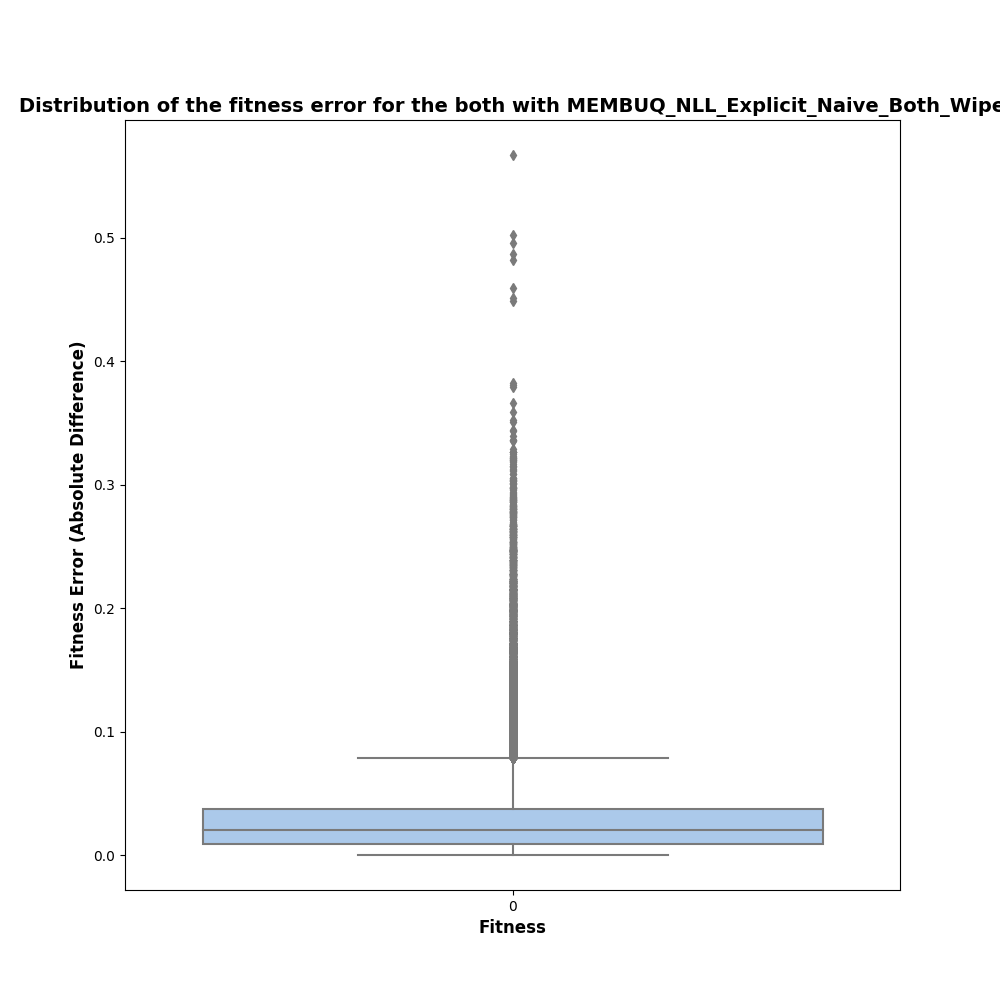 Distribution of the fitness error for the both with MEMBUQ_NLL_Explicit_Naive_Both_Wipe
0.5
0.4
0.3
0.2
0.1
0.0
Fitness Error (Absolute Difference)
0
Fitness